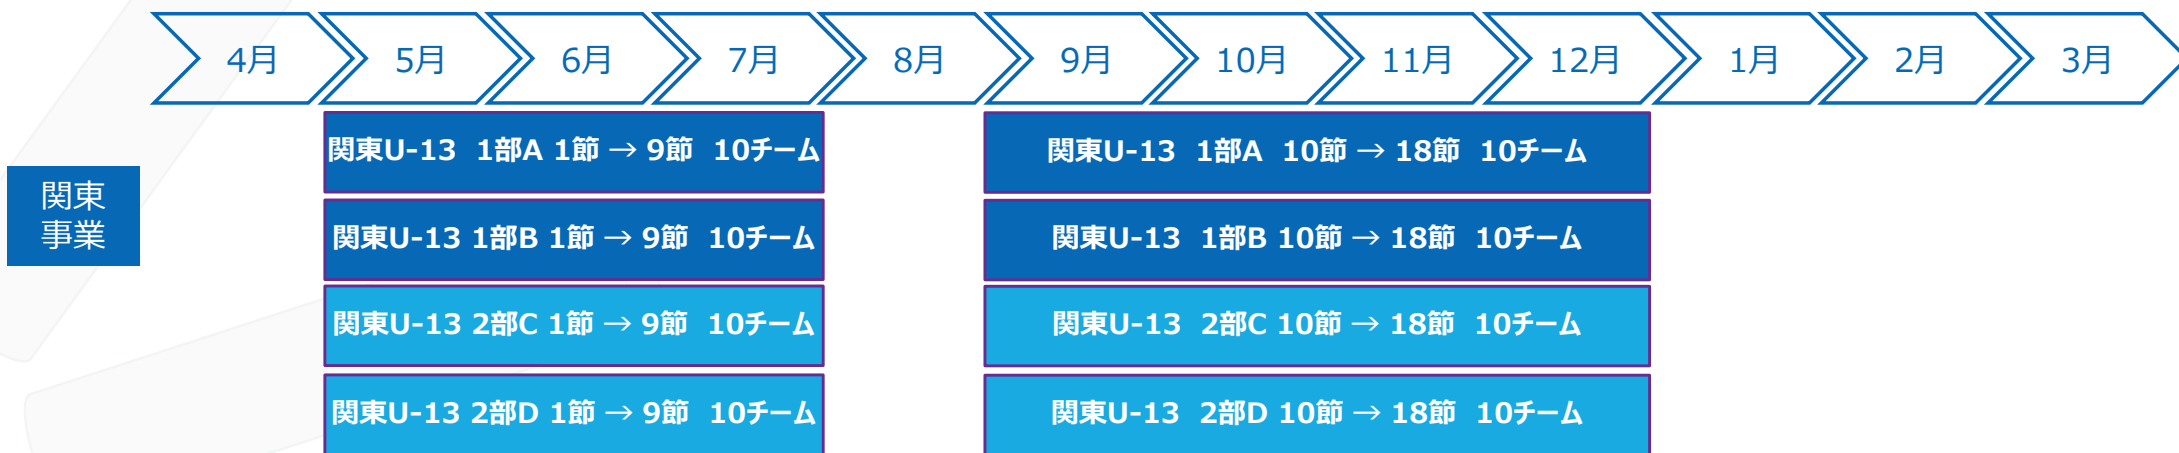 4月 5月 6月 7月 8月 9月 10月 11月 12月 1月 2月 3月
関東
事業
関東U-13 1部A 1節 → 9節 10チーム
関東U-13 1部A 10節 → 18節 10チーム
関東U-13 1部B 1節 → 9節 10チーム
関東U-13 1部B 10節 → 18節 10チーム
関東U-13 2部C 1節 → 9節 10チーム
関東U-13 2部C 10節 → 18節 10チーム
関東U-13 2部D 1節 → 9節 10チーム
関東U-13 2部D 10節 → 18節 10チーム